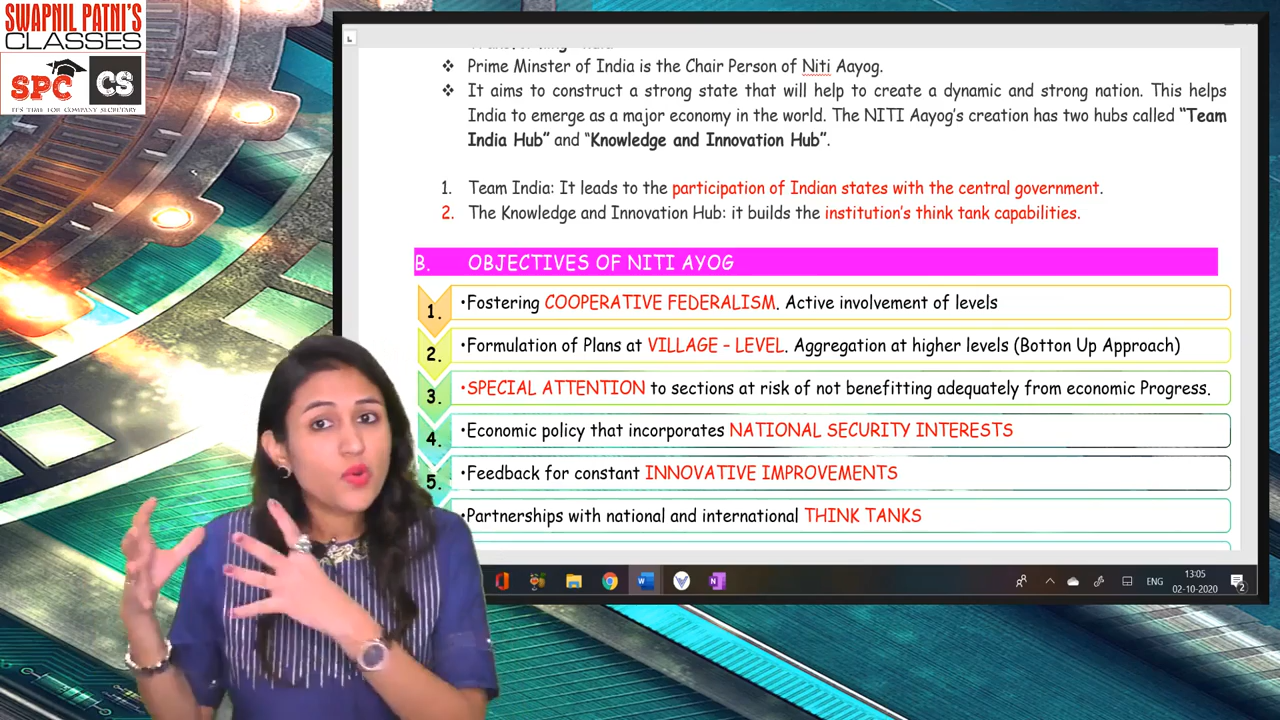 SWAPNIL PATNI'S
CLASSES
SPC CS
IT'S TIME FOR COMPANY SECRETARY
❖ Prime Minster of India is the Chair Person of Niti Aayog.
❖ It aims to construct a strong state that will help to create a dynamic and strong nation. This helps
India to emerge as a major economy in the world. The NITI Aayog's creation has two hubs called "Team
India Hub" and "Knowledge and Innovation Hub".
1. Team India: It leads to the participation of Indian states with the central government.
2. The Knowledge and Innovation Hub: it builds the institution's think tank capabilities.
B. OBJECTIVES OF NITI AYOG
1. •Fostering COOPERATIVE FEDERALISM. Active involvement of levels
2. •Formulation of Plans at VILLAGE – LEVEL. Aggregation at higher levels (Botton Up Approach)
3. •SPECIAL ATTENTION to sections at risk of not benefitting adequately from economic Progress.
4. •Economic policy that incorporates NATIONAL SECURITY INTERESTS
5. •Feedback for constant INNOVATIVE IMPROVEMENTS
•Partnerships with national and international THINK TANKS
ENG
13:05
02-10-2020
2